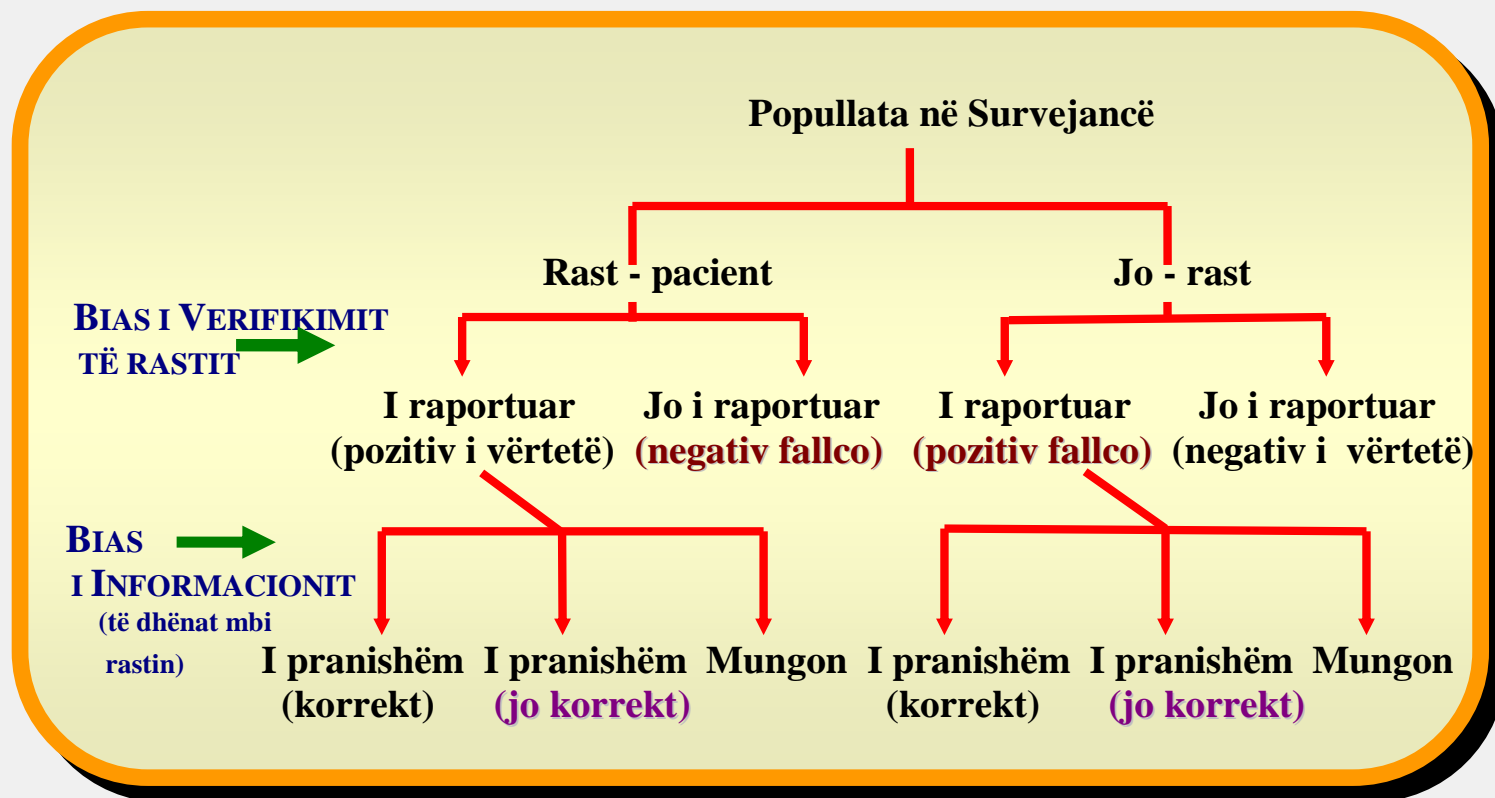 Popullata në Survejancë
Rast - pacient
Jo - rast
BIAS I VERIFIKIMIT
TË RASTIT
I raportuar
(pozitiv i vërtetë)
Jo i raportuar
(negativ fallco)
I raportuar
(pozitiv fallco)
Jo i raportuar
(negativ i vërtetë)
BIAS
I INFORMACIONIT
(të dhënat mbi
rastin)
I pranishëm
(korrekt)
I pranishëm
(jo korrekt)
Mungon
I pranishëm
(korrekt)
I pranishëm
(jo korrekt)
Mungon